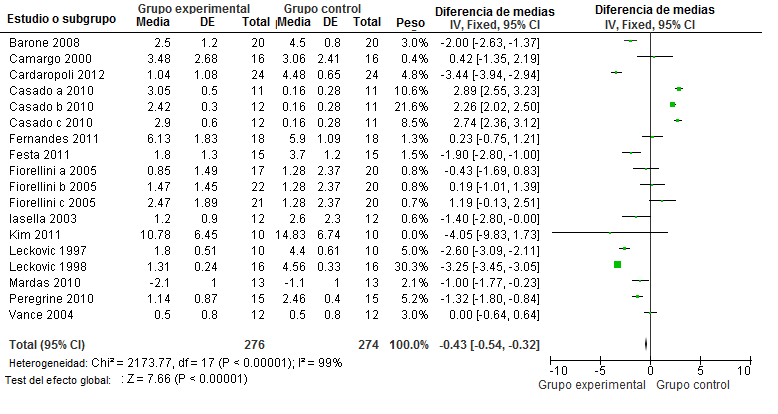 Grupo experimental Grupo control Diferencia de medias Diferencia de medias
Estudio o subgrupo Media DE Total Media DE Total Peso IV, Fixed, 95% CI IV, Fixed, 95% CI
Barone 2008 2.5 1.2 20 4.5 0.8 20 3.0% -2.00 [-2.63, -1.37]
Camargo 2000 3.48 2.68 16 3.06 2.41 16 0.4% 0.42 [-1.35, 2.19]
Cardaropoli 2012 1.04 1.08 24 4.48 0.65 24 4.8% -3.44 [-3.94, -2.94]
Casado a 2010 3.05 0.5 11 0.16 0.28 11 10.6% 2.89 [2.55, 3.23]
Casado b 2010 2.42 0.3 12 0.16 0.28 11 21.6% 2.26 [2.02, 2.50]
Casado c 2010 2.9 0.6 12 0.16 0.28 11 8.2% 2.74 [2.36, 3.12]
Fernandes 2011 6.13 1.83 18 5.9 1.09 18 1.2% 0.23 [-0.75, 1.21]
Festa 2011 1.8 1.3 15 3.7 1.2 15 1.5% -1.90 [-2.80, -1.00]
Fiorellini a 2005 0.85 1.49 17 1.28 2.37 20 0.8% -0.43 [-1.69, 0.83]
Fiorellini b 2005 1.47 1.45 22 1.28 2.37 20 0.8% 0.19 [-1.01, 1.39]
Fiorellini c 2005 2.47 1.89 21 1.28 2.37 20 0.7% 1.19 [-0.13, 2.51]
Iasella 2003 1.2 0.9 12 2.6 2.3 12 0.6% -1.40 [-2.80, -0.00]
Kim 2011 10.78 6.45 10 14.83 6.74 10 0.0% -4.05 [-9.83, 1.73]
Leckovic 1997 1.8 0.51 10 4.4 0.61 10 5.0% -2.60 [-3.09, -2.11]
Leckovic 1998 1.31 0.24 16 4.56 0.33 16 30.3% -3.25 [-3.45, -3.05]
Mardas 2010 -2.1 1 13 -1.1 1 13 2.0% -1.00 [-1.77, -0.23]
Peregrine 2010 1.14 0.87 15 2.46 0.4 15 5.2% -1.32 [-1.80, -0.84]
Vance 2004 0.5 0.8 12 0.5 0.8 12 2.9% 0.00 [-0.64, 0.64]
Total (95% CI) 276 274 100.0% -0.43 [-0.54, -0.32]
Heterogeneidad: Chi² = 2173.77, df = 17 (P < 0.00001); I² = 99%
Test del efecto global: : Z = 7.66 (P < 0.00001)
-10 -5 0 5 10
Grupo experimental Grupo control